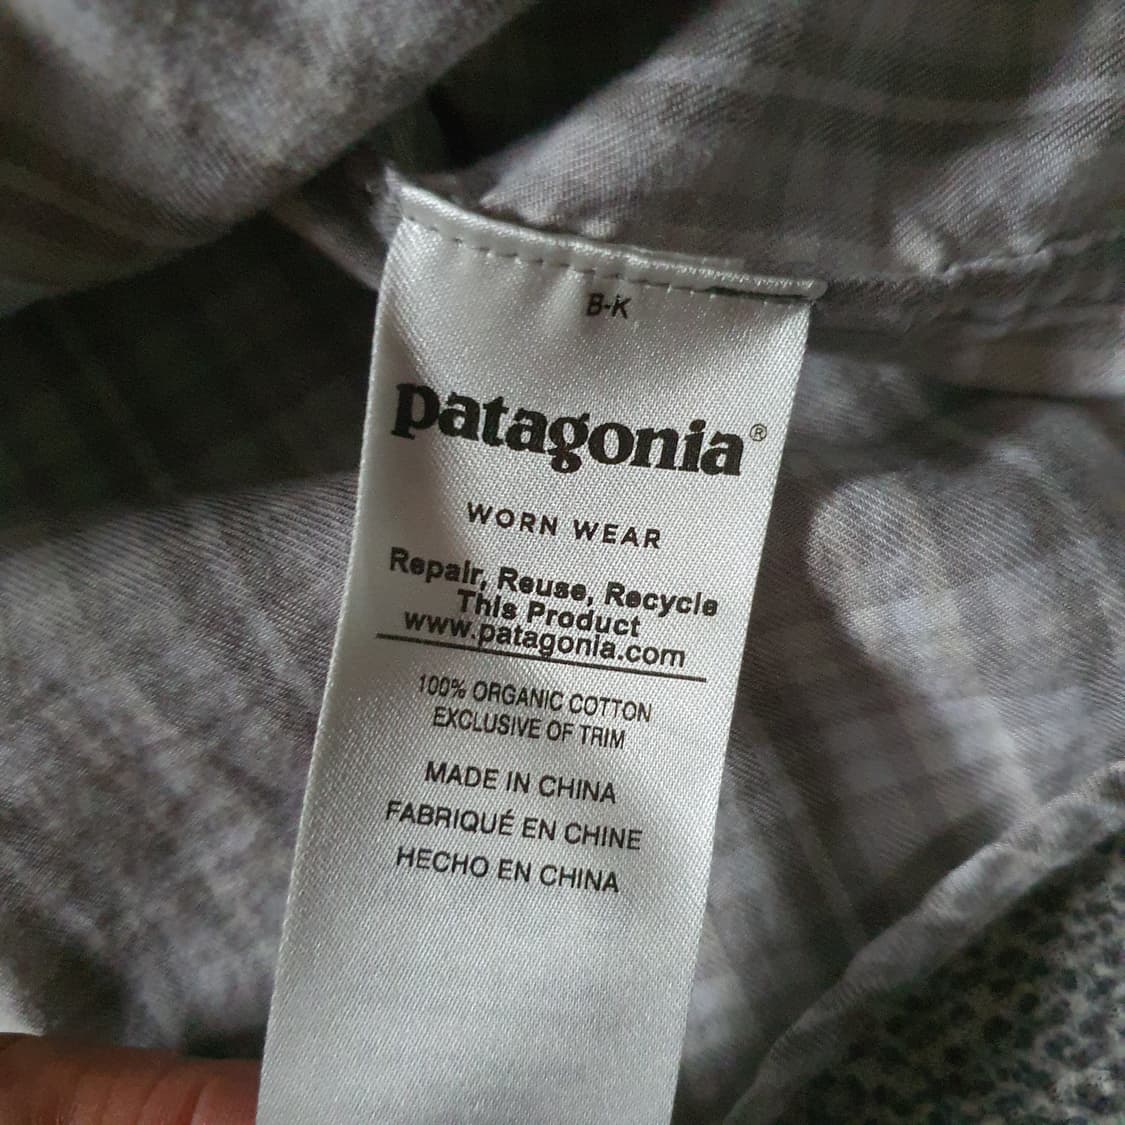 B-K
patagonia®
WORN WEAR
Repair, Reuse, Recycle
This Product
www.patagonia.com
100% ORGANIC COTTON
EXCLUSIVE OF TRIM
MADE IN CHINA
FABRIQUÉ EN CHINE
HECHO EN CHINA